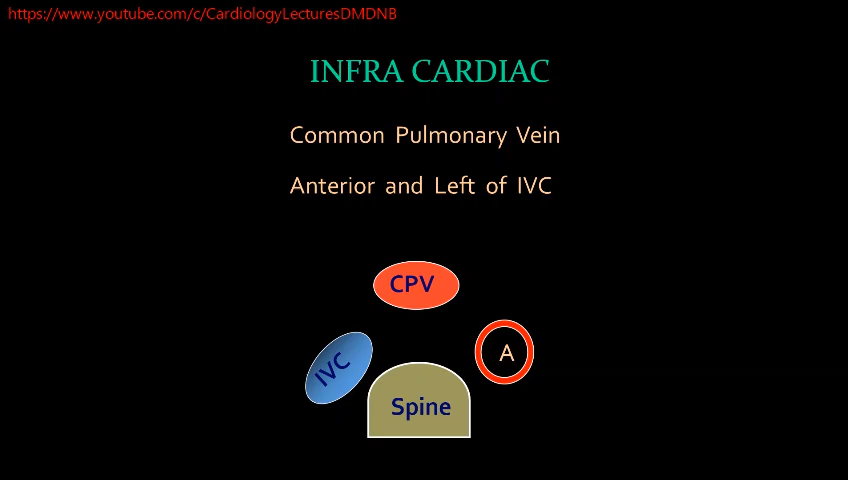 https://www.youtube.com/c/CardiologyLecturesDMDNB
INFRA CARDIAC
Common Pulmonary Vein
Anterior and Left of IVC
CPV
IVC
A
Spine